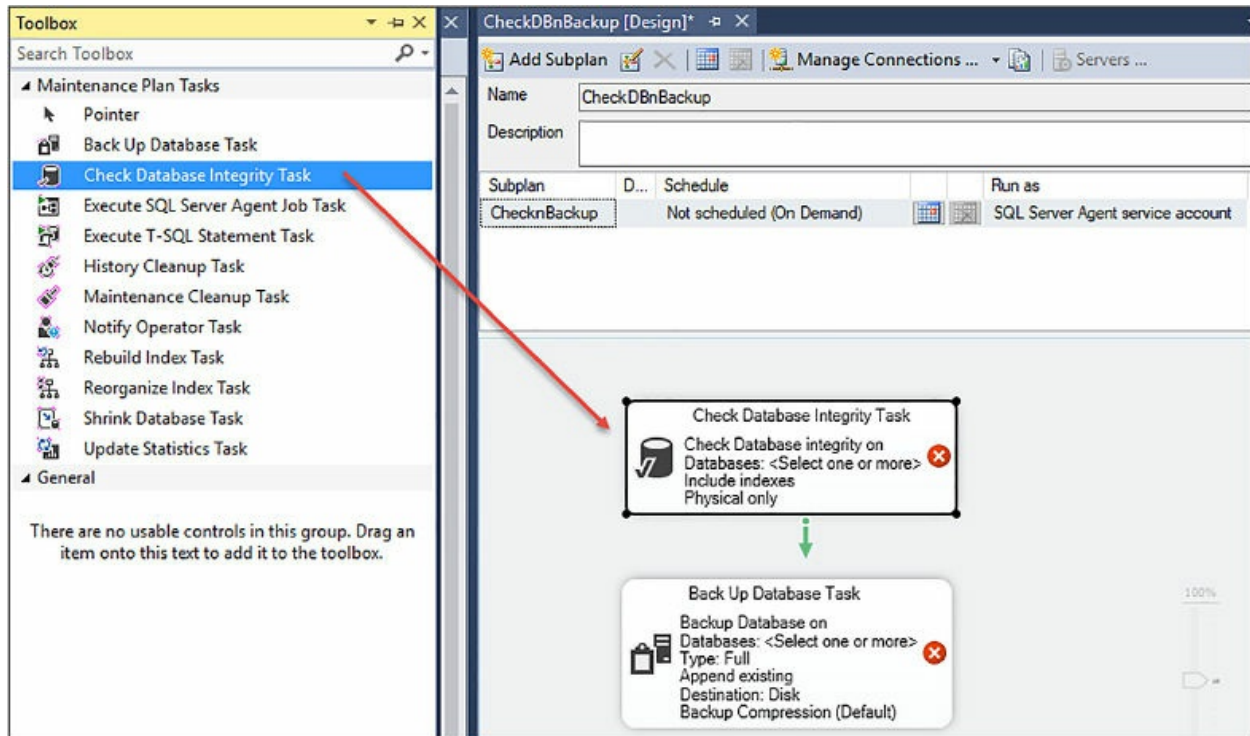 Toolbox
Search Toolbox
Maintenance Plan Tasks
Pointer
Back Up Database Task
Check Database Integrity Task
Execute SQL Server Agent Job Task
Execute T-SQL Statement Task
History Cleanup Task
Maintenance Cleanup Task
Notify Operator Task
Rebuild Index Task
Reorganize Index Task
Shrink Database Task
Update Statistics Task
General
There are no usable controls in this group. Drag an
item onto this text to add it to the toolbox.
CheckDBnBackup [Design]*
Add Subplan
Manage Connections ...
Servers ...
Name CheckDBnBackup
Description
Subplan D... Schedule Run as
ChecknBackup Not scheduled (On Demand) SQL Server Agent service account
Check Database Integrity Task
Check Database integrity on
Databases: <Select one or more>
Include indexes
Physical only
Back Up Database Task
Backup Database on
Databases: <Select one or more>
Type: Full
Append existing
Destination: Disk
Backup Compression (Default)
100%